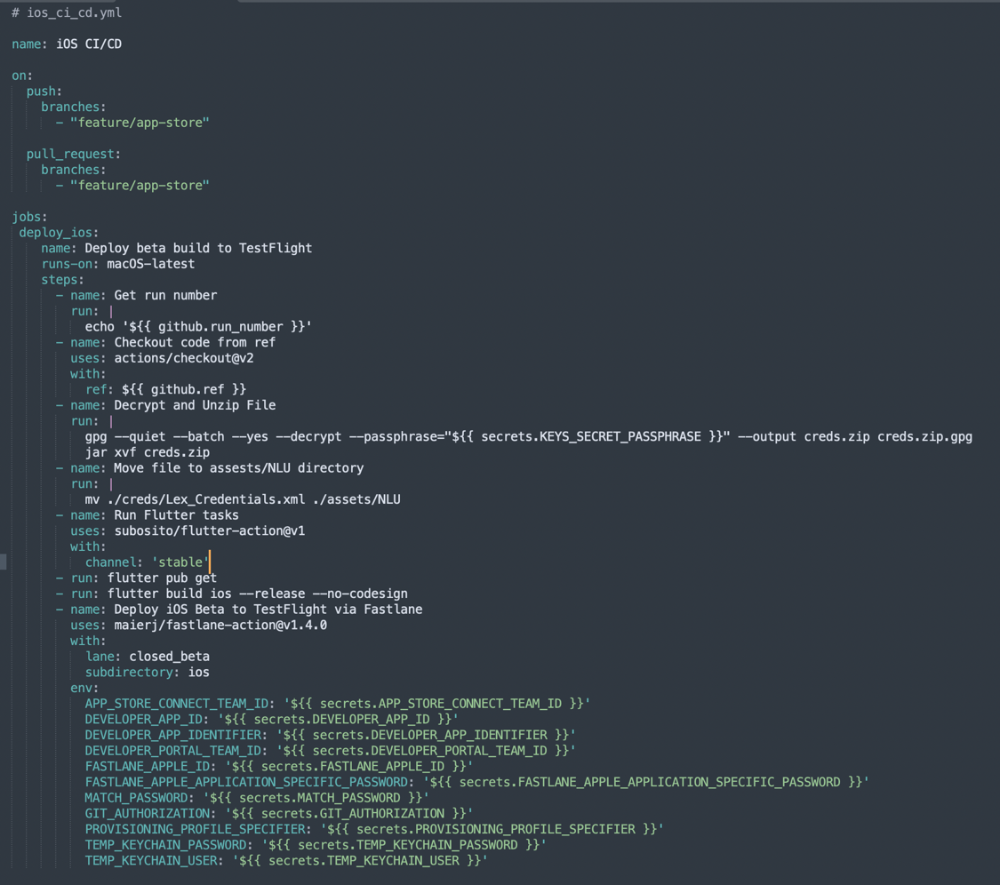 # ios_ci_cd.yml

name: iOS CI/CD

on:
  push:
    branches:
      - "feature/app-store"

  pull_request:
    branches:
      - "feature/app-store"

jobs:
 deploy_ios:
    name: Deploy beta build to TestFlight
    runs-on: macOS-latest
    steps:
      - name: Get run number
        run: |
          echo '${{ github.run_number }}'
      - name: Checkout code from ref
        uses: actions/checkout@v2
        with:
          ref: ${{ github.ref }}
      - name: Decrypt and Unzip File
        run: |
          gpg --quiet --batch --yes --decrypt --passphrase="${{ secrets.KEYS_SECRET_PASSPHRASE }}" --output creds.zip creds.zip.gpg
          jar xvf creds.zip
      - name: Move file to assests/NLU directory
        run: |
          mv ./creds/Lex_Credentials.xml ./assets/NLU
      - name: Run Flutter tasks
        uses: subosito/flutter-action@v1
        with:
          channel: 'stable'
      - run: flutter pub get
      - run: flutter build ios --release --no-codesign
      - name: Deploy iOS Beta to TestFlight via Fastlane
        uses: maierj/fastlane-action@v1.4.0
        with:
          lane: closed_beta
          subdirectory: ios
        env:
          APP_STORE_CONNECT_TEAM_ID: '${{ secrets.APP_STORE_CONNECT_TEAM_ID }}'
          DEVELOPER_APP_ID: '${{ secrets.DEVELOPER_APP_ID }}'
          DEVELOPER_APP_IDENTIFIER: '${{ secrets.DEVELOPER_APP_IDENTIFIER }}'
          DEVELOPER_PORTAL_TEAM_ID: '${{ secrets.DEVELOPER_PORTAL_TEAM_ID }}'
          FASTLANE_APPLE_ID: '${{ secrets.FASTLANE_APPLE_ID }}'
          FASTLANE_APPLE_APPLICATION_SPECIFIC_PASSWORD: '${{ secrets.FASTLANE_APPLE_APPLICATION_SPECIFIC_PASSWORD }}'
          MATCH_PASSWORD: '${{ secrets.MATCH_PASSWORD }}'
          GIT_AUTHORIZATION: '${{ secrets.GIT_AUTHORIZATION }}'
          PROVISIONING_PROFILE_SPECIFIER: '${{ secrets.PROVISIONING_PROFILE_SPECIFIER }}'
          TEMP_KEYCHAIN_PASSWORD: '${{ secrets.TEMP_KEYCHAIN_PASSWORD }}'
          TEMP_KEYCHAIN_USER: '${{ secrets.TEMP_KEYCHAIN_USER }}'